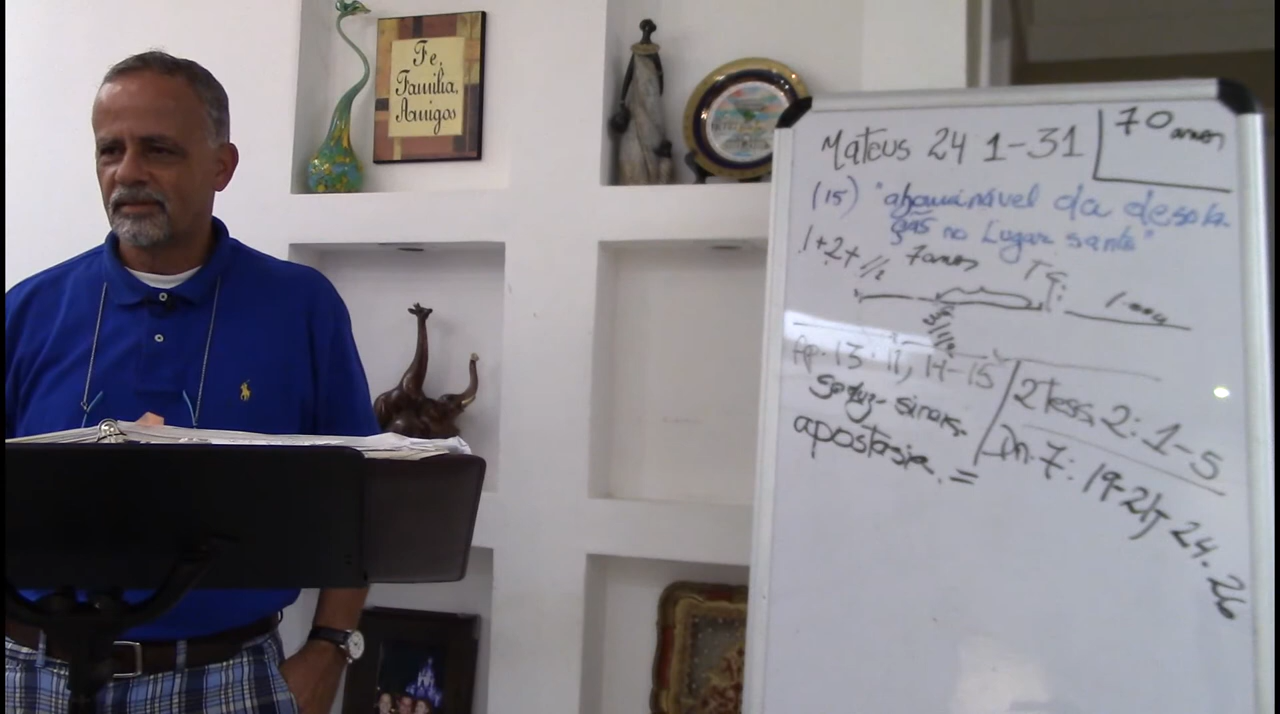 Fe,
Familia,
Amigos
Mateus 24 1-31
70 anos
(15) "abominável da desola-
ção no Lugar santo"
1+2+1/2
7 anos
Ap. 13: 11, 14-15
seduz-sinais.
apostasia. =
2 Tess. 2: 1-5
Dn. 7: 19-21, 24. 26